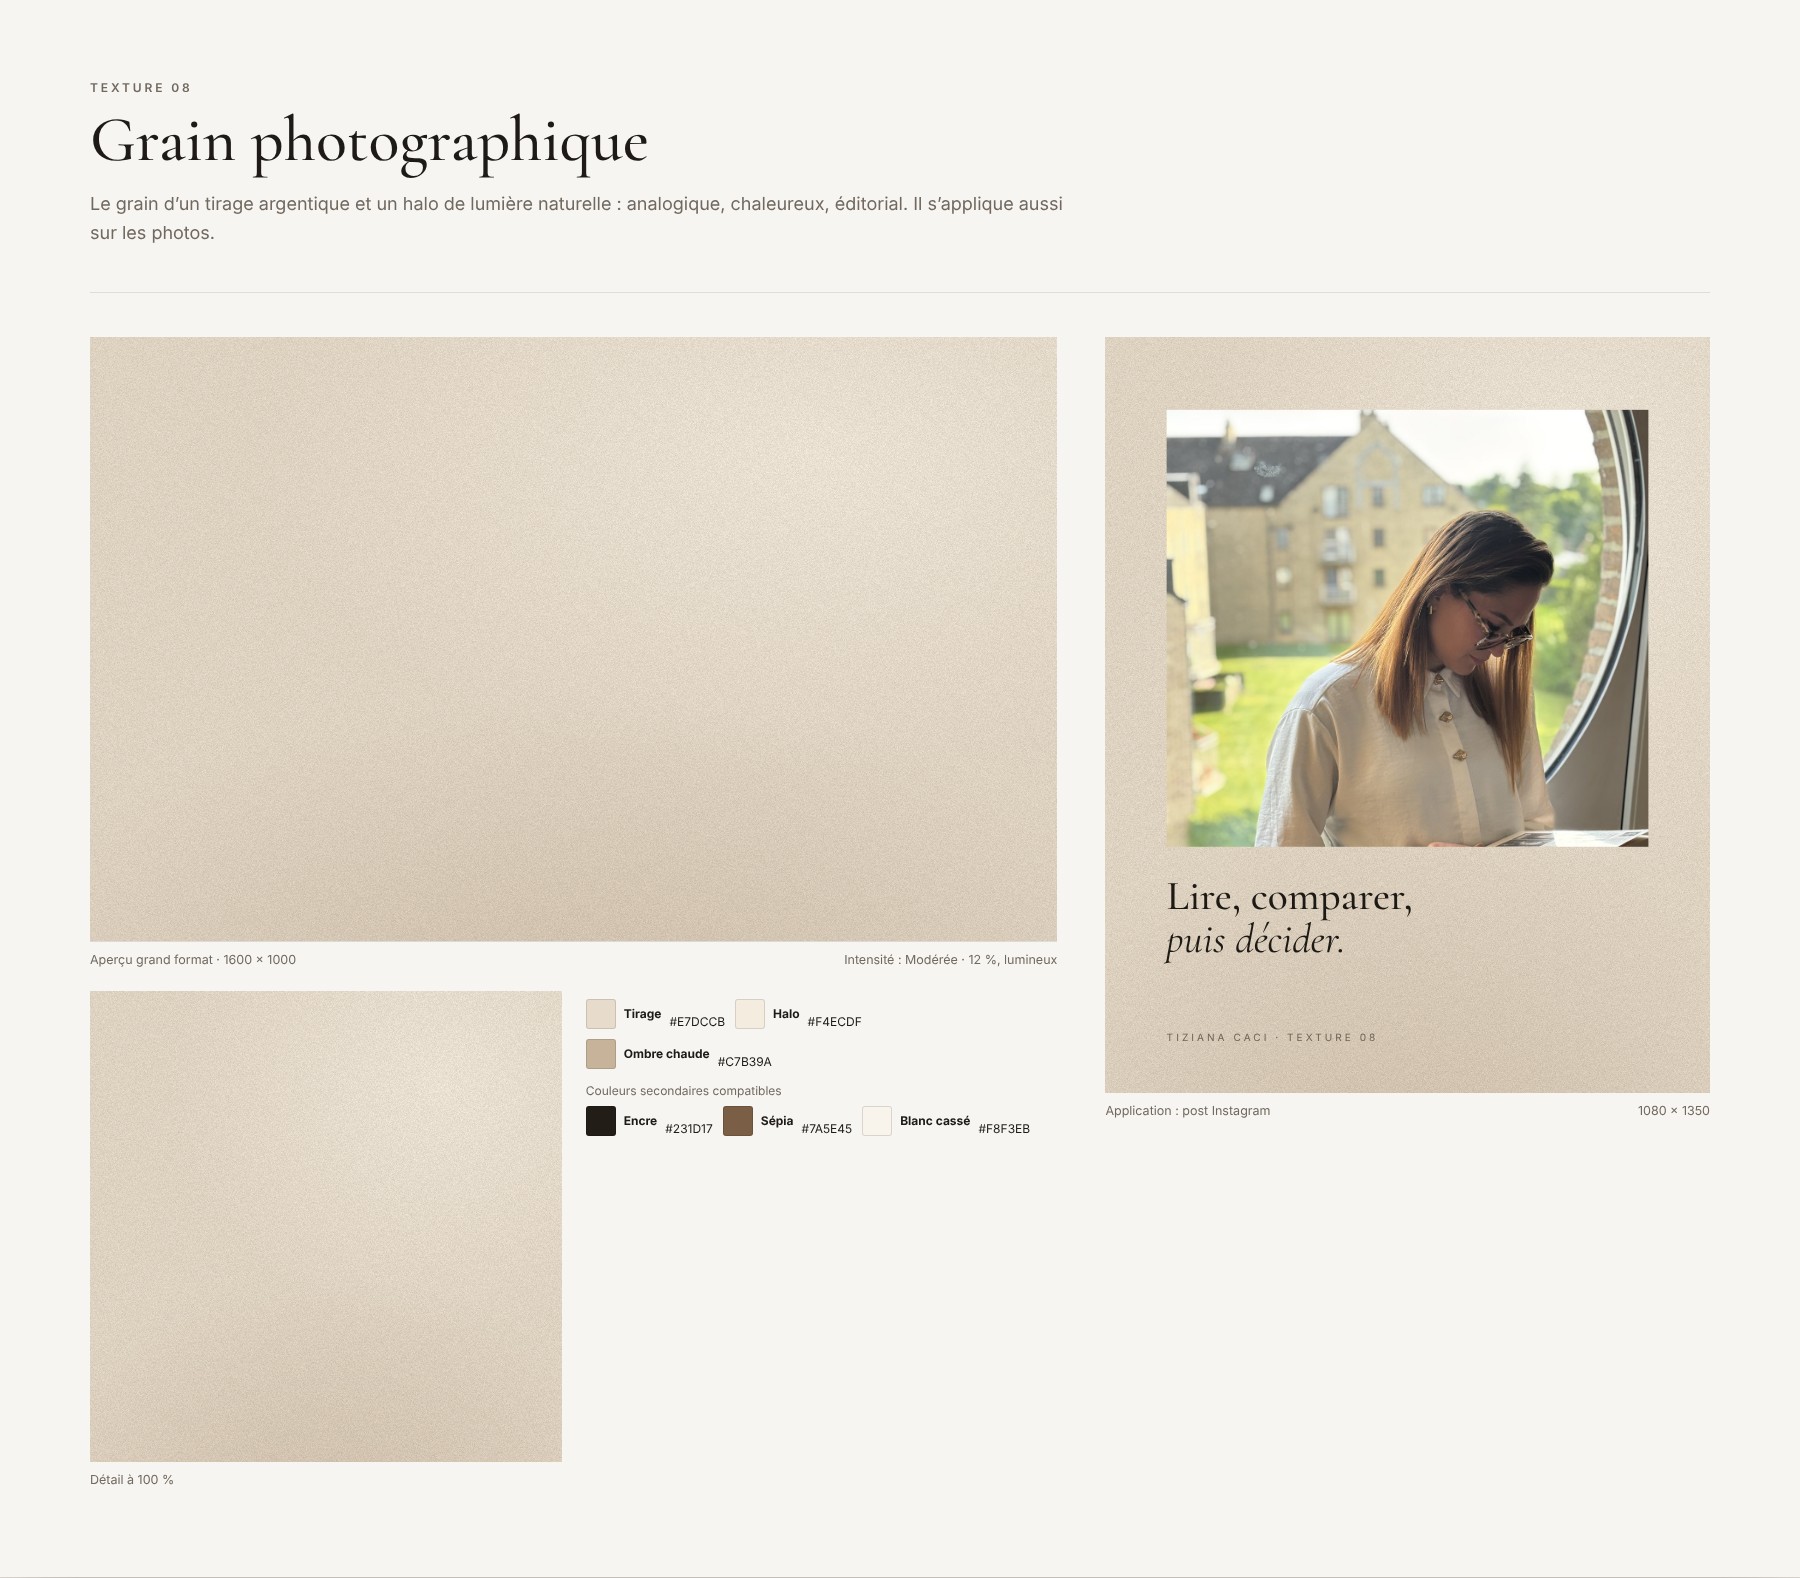 TEXTURE 08
Grain photographique
Le grain d’un tirage argentique et un halo de lumière naturelle : analogique, chaleureux, éditorial. Il s’applique aussi
sur les photos.
Aperçu grand format · 1600 × 1000
Intensité : Modérée · 12 %, lumineux
Tirage #E7DCCB Halo #F4ECDF
Ombre chaude #C7B39A
Couleurs secondaires compatibles
Encre #231D17 Sépia #7A5E45 Blanc cassé #F8F3EB
Détail à 100 %
Lire, comparer,
puis décider.
TIZIANA CACI · TEXTURE 08
Application : post Instagram
1080 × 1350